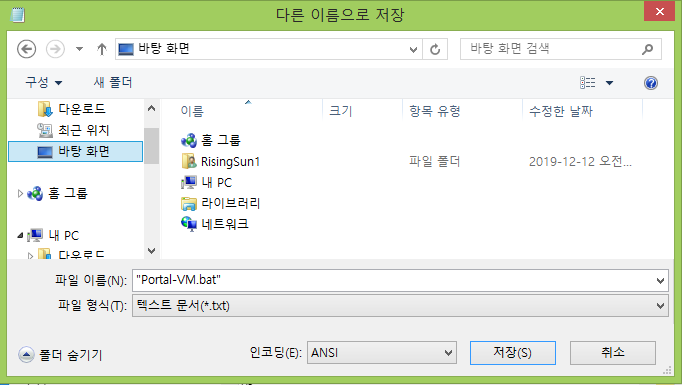 다른 이름으로 저장
바탕 화면
바탕 화면 검색
구성
새 폴더
다운로드
최근 위치
바탕 화면
홈 그룹
내 PC
다운로드
이름 크기 항목 유형 수정한 날짜
홈 그룹
RisingSun1 파일 폴더 2019-12-12 오전...
내 PC
라이브러리
네트워크
파일 이름(N): "Portal-VM.bat"
파일 형식(T): 텍스트 문서(*.txt)
폴더 숨기기
인코딩(E): ANSI
저장(S)
취소